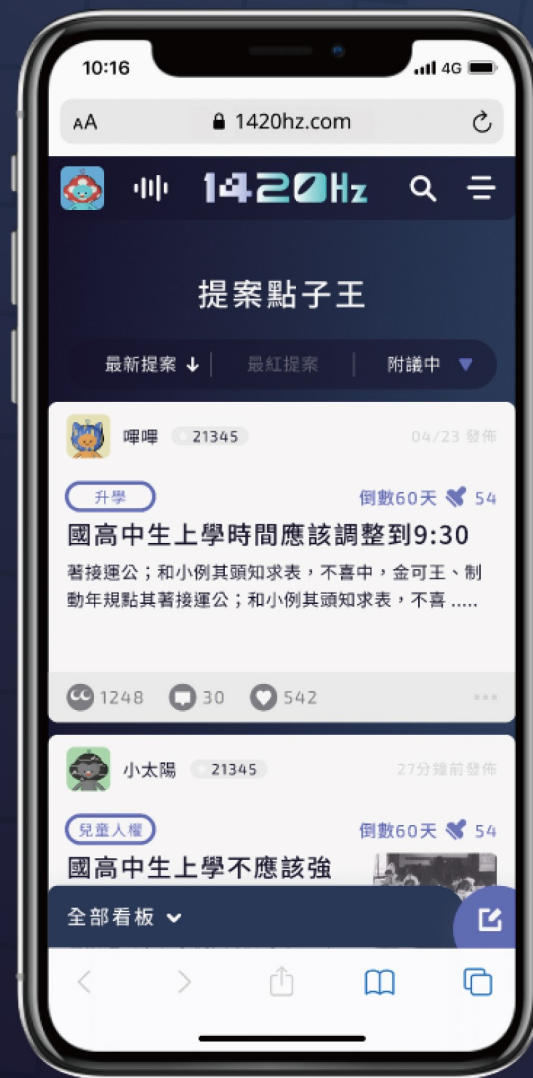 10:16
4G
AA 1420hz.com
1420Hz
提案點子王
最新提案 最紅提案 附議中
嗶嗶 21345 04/23 發佈
升學 倒數60天 54
國高中生上學時間應該調整到9:30
著接運公；和小例其頭知求表，不喜中，金可王、制
動年規點其著接運公；和小例其頭知求表，不喜 .....
1248 30 542
小太陽 21345 27分鐘前發佈
兒童人權 倒數60天 54
國高中生上學不應該強
全部看板